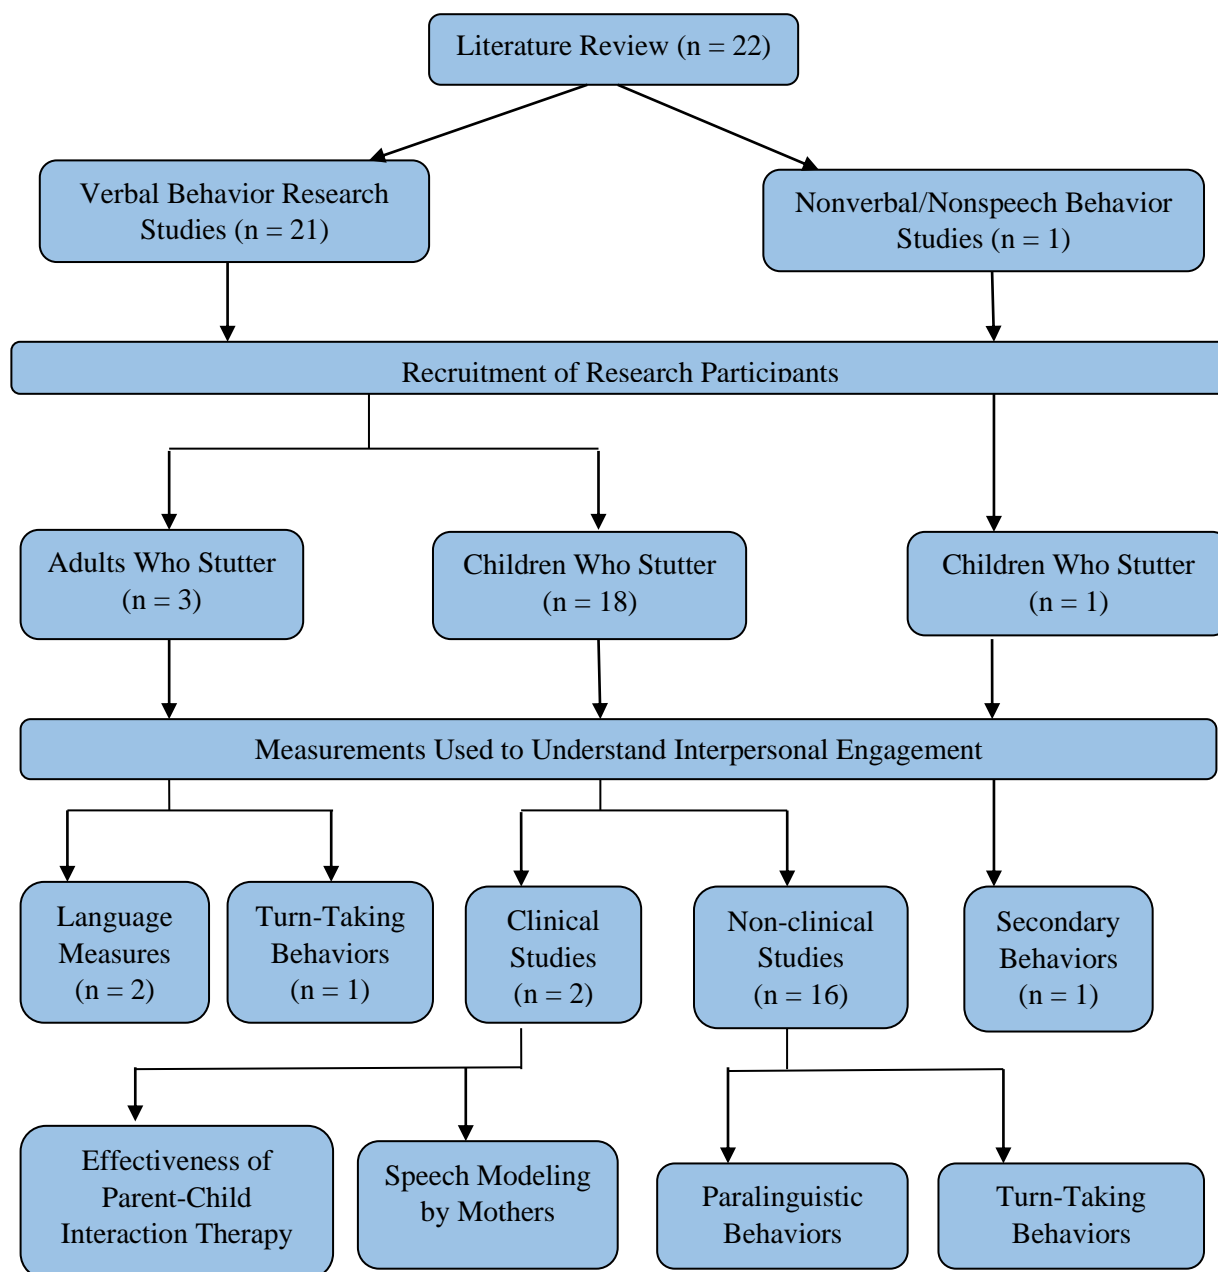 Literature Review (n = 22)
Verbal Behavior Research
Studies (n = 21)
Nonverbal/Nonspeech Behavior
Studies (n = 1)
Recruitment of Research Participants
Adults Who Stutter
(n = 3)
Children Who Stutter
(n = 18)
Children Who Stutter
(n = 1)
Measurements Used to Understand Interpersonal Engagement
Language
Measures
(n = 2)
Turn-Taking
Behaviors
(n = 1)
Clinical
Studies
(n = 2)
Non-clinical
Studies
(n = 16)
Secondary
Behaviors
(n = 1)
Effectiveness of
Parent-Child
Interaction Therapy
Speech Modeling
by Mothers
Paralinguistic
Behaviors
Turn-Taking
Behaviors